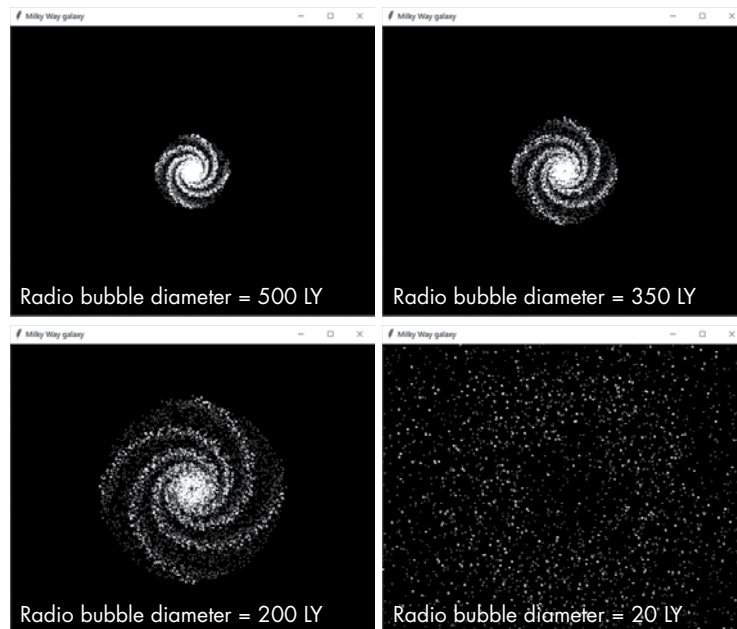 Milky Way galaxy
Milky Way galaxy
Radio bubble diameter = 500 LY
Radio bubble diameter = 350 LY
Milky Way galaxy
Milky Way galaxy
Radio bubble diameter = 200 LY
Radio bubble diameter = 20 LY